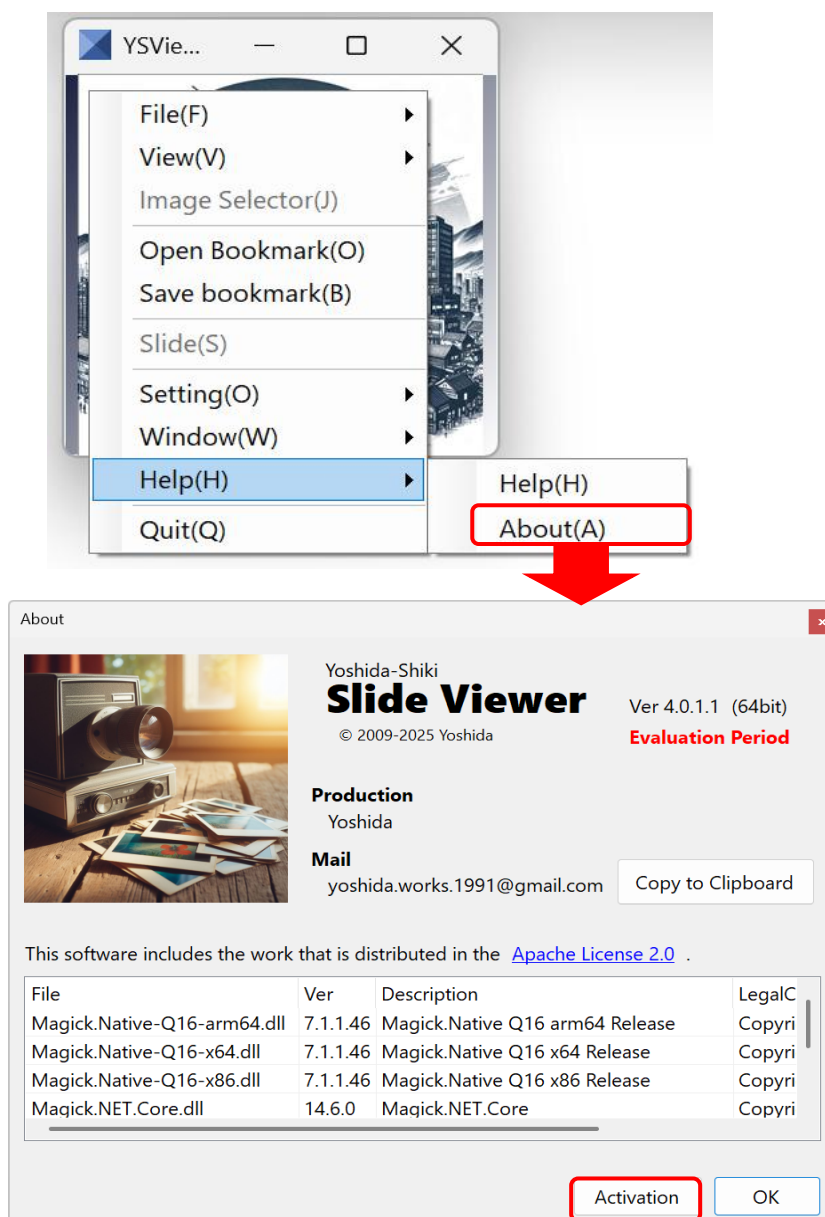 YSVie...
File(F)
View(V)
Image Selector(J)
Open Bookmark(O)
Save bookmark(B)
Slide(S)
Setting(O)
Window(W)
Help(H)
Help(H)
Quit(Q)
About(A)
About
Yoshida-Shiki
Slide Viewer
Ver 4.0.1.1 (64bit)
© 2009-2025 Yoshida
Evaluation Period
Production
Yoshida
Mail
yoshida.works.1991@gmail.com
Copy to Clipboard
This software includes the work that is distributed in the Apache License 2.0 .
File Ver Description LegalC
Magick.Native-Q16-arm64.dll 7.1.1.46 Magick.Native Q16 arm64 Release Copyri
Magick.Native-Q16-x64.dll 7.1.1.46 Magick.Native Q16 x64 Release Copyri
Magick.Native-Q16-x86.dll 7.1.1.46 Magick.Native Q16 x86 Release Copyri
Magick.NET.Core.dll 14.6.0 Magick.NET.Core Copyri
Activation OK